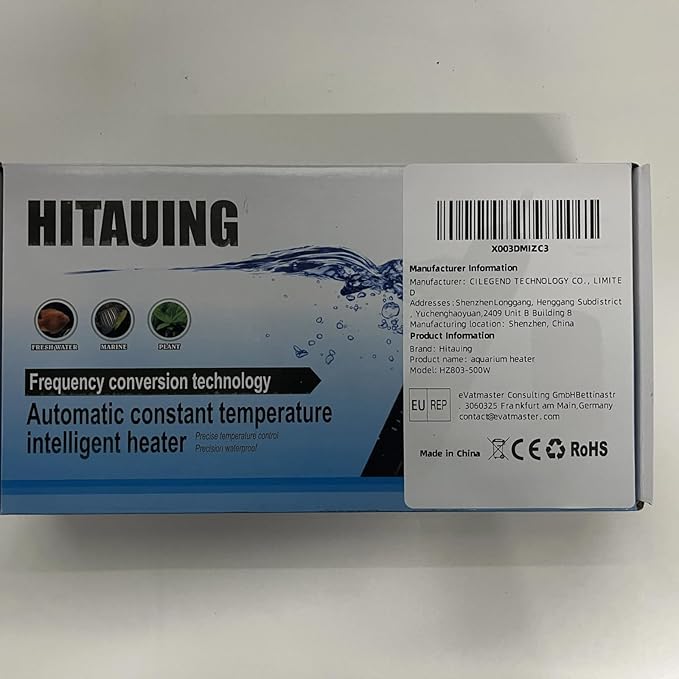 HITAUING
FRESH WATER
MARINE
PLANT
Frequency conversion technology
Automatic constant temperature
intelligent heater
Precise temperature control
Precision waterproof
X003DMIZC3
Manufacturer Information
Manufacturer: CILEGEND TECHNOLOGY CO., LIMITE
D
Addresses:ShenzhenLonggang, Henggang Subdistrict
, Yuchenghaoyuan,2409 Unit B Building B
Manufacturing location: Shenzhen, China
Product Information
Brand: Hitauing
Product name: aquarium heater
Model: HZ803-500W
EU REP
eVatmaster Consulting GmbHBettinastr
. 3060325 Frankfurt am Main,Germany
contact@evatmaster.com
Made in China
CE
RoHS